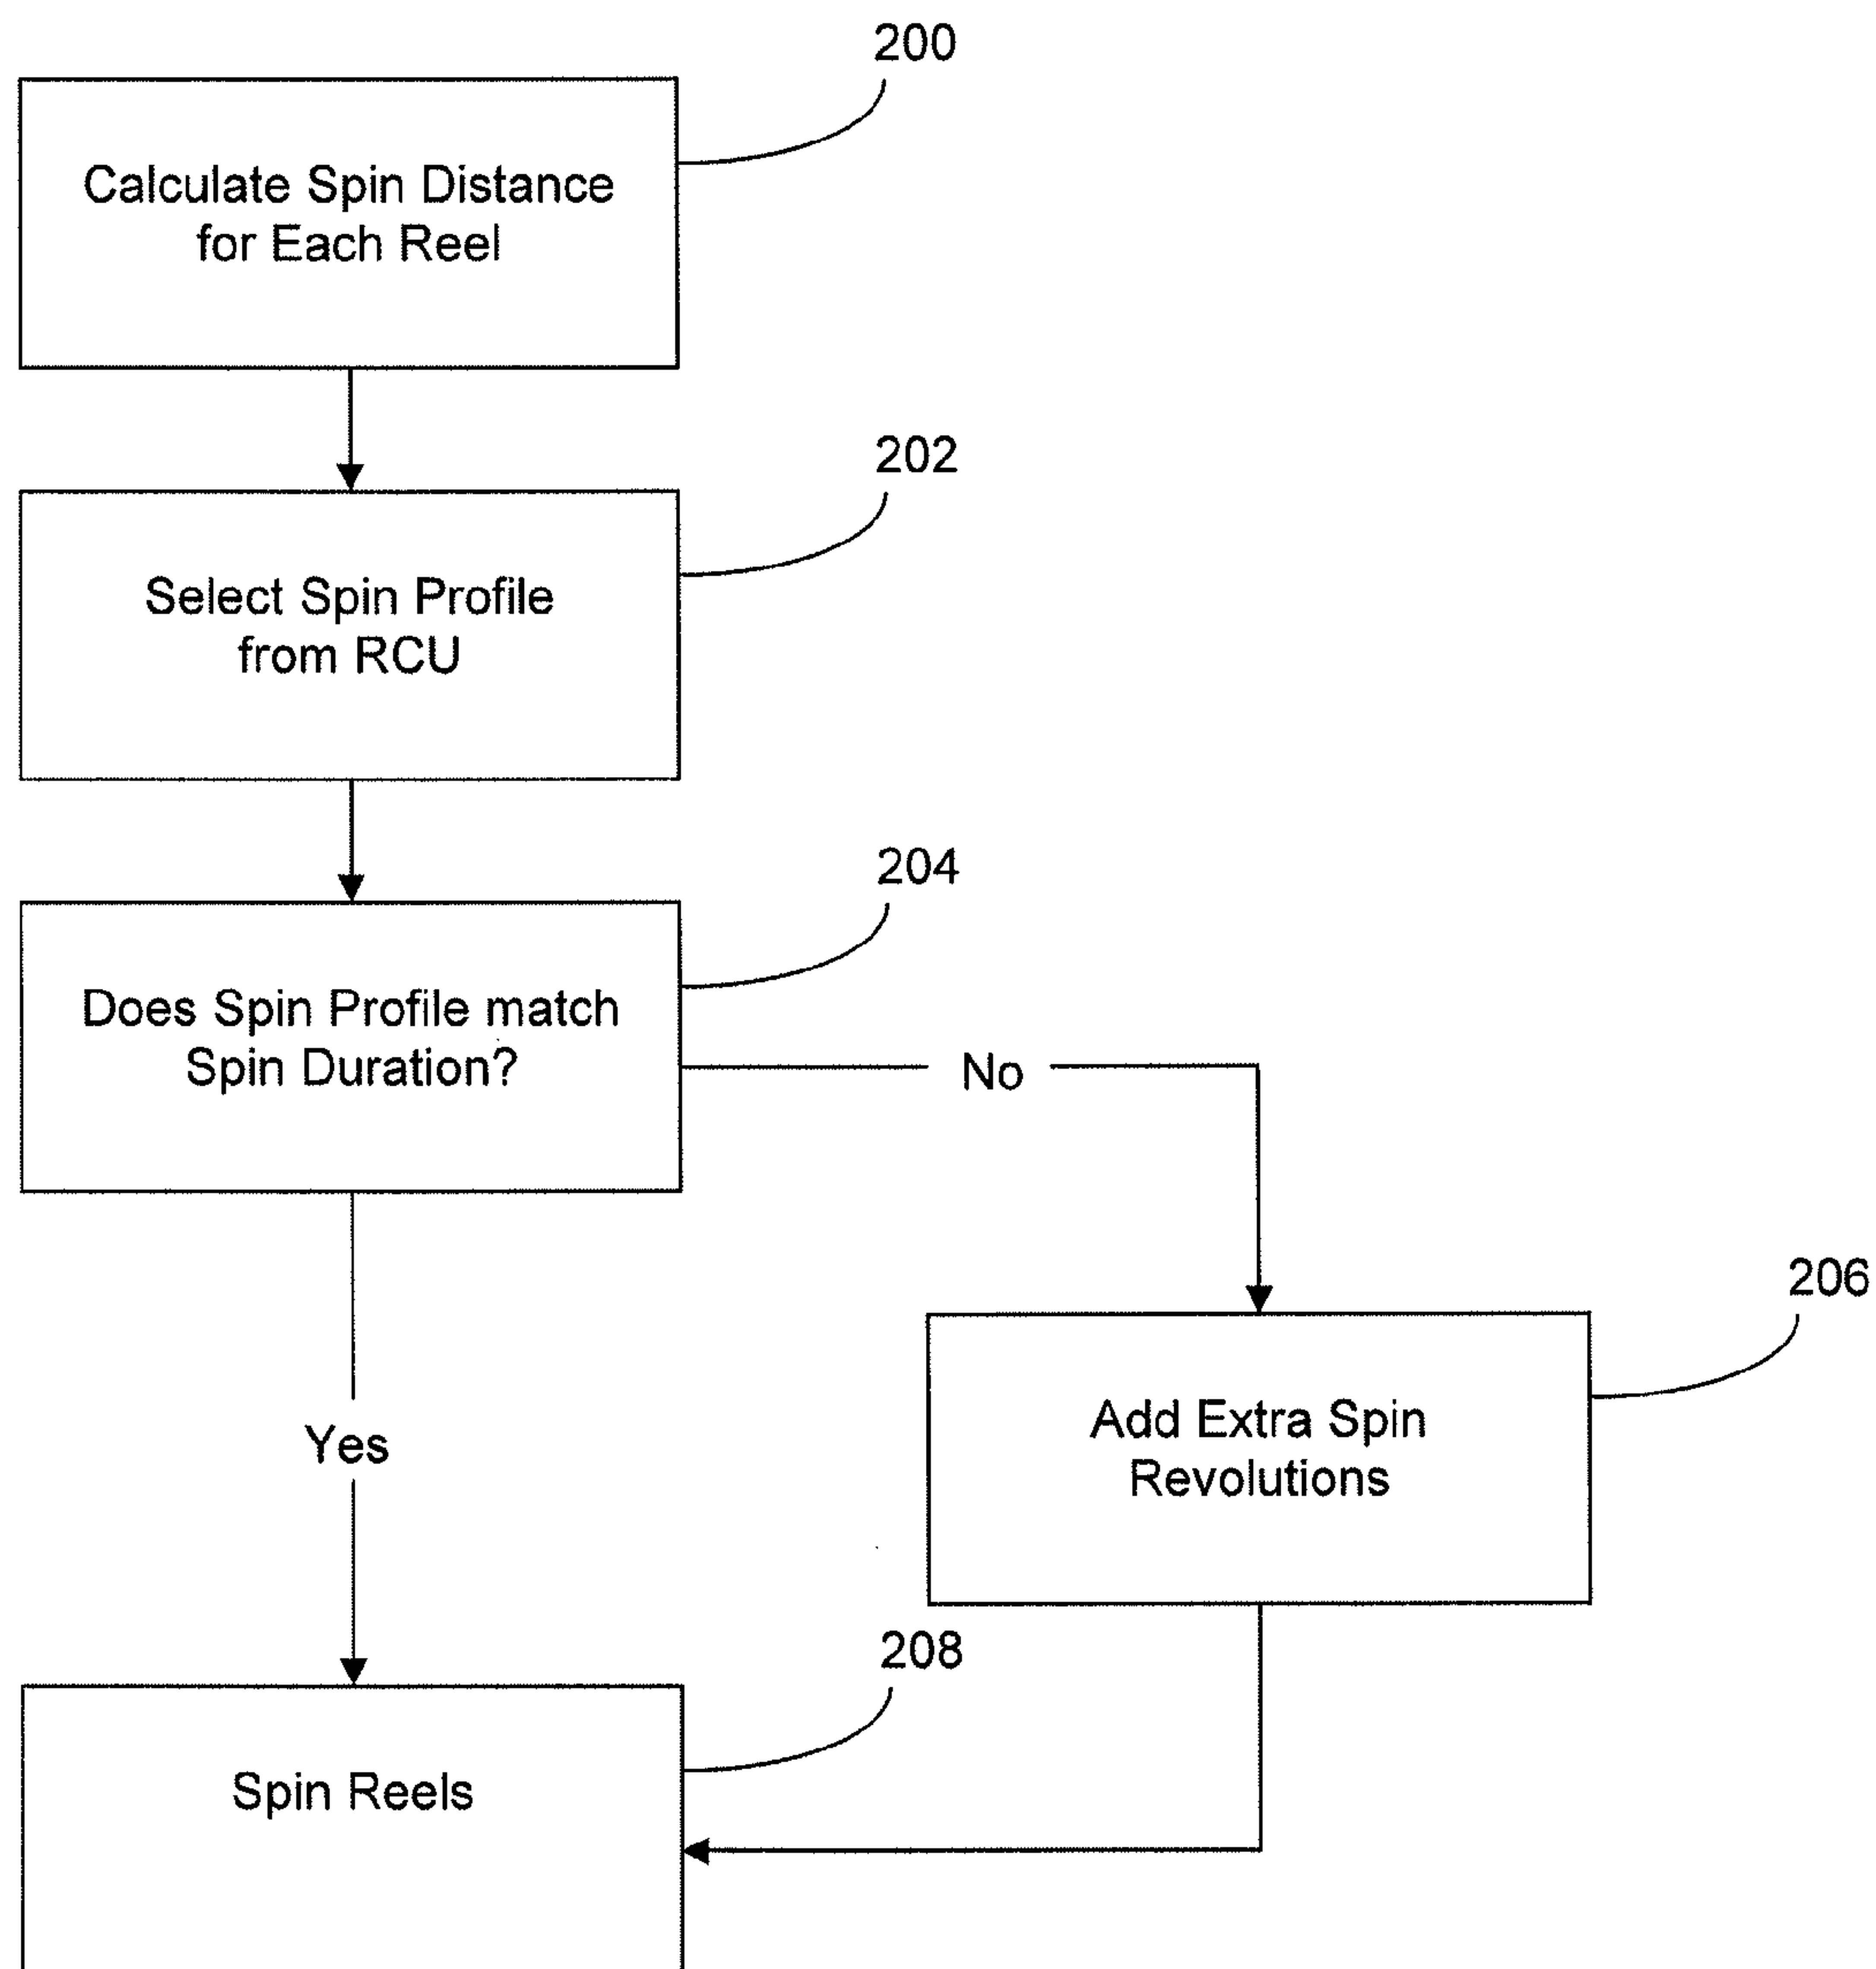 200
Calculate Spin Distance
for Each Reel
202
Select Spin Profile
from RCU
204
Does Spin Profile match
Spin Duration?
No
206
Add Extra Spin
Revolutions
Yes
208
Spin Reels